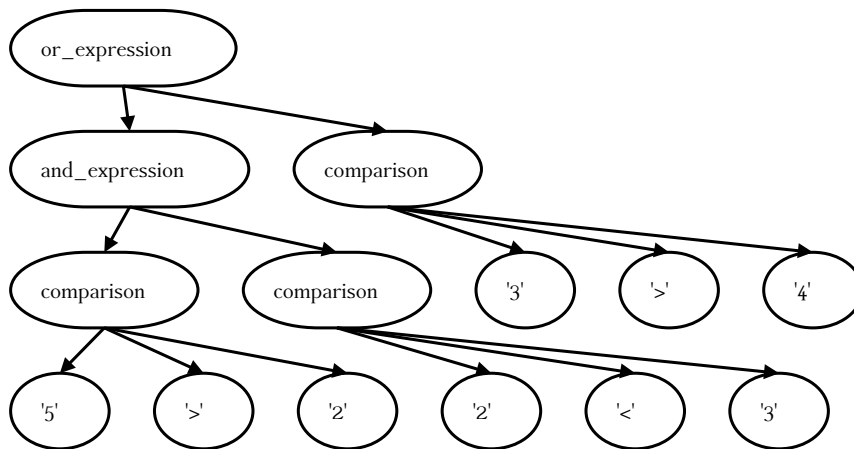 or_expression
and_expression comparison
comparison comparison '3' '>' '4'
'5' '>' '2' '2' '<' '3'